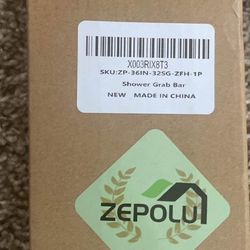 X003RIX8T3
SKU:ZP-36IN-32SG-ZFH-1P
Shower Grab Bar
NEW MADE IN CHINA
ZEPOLU